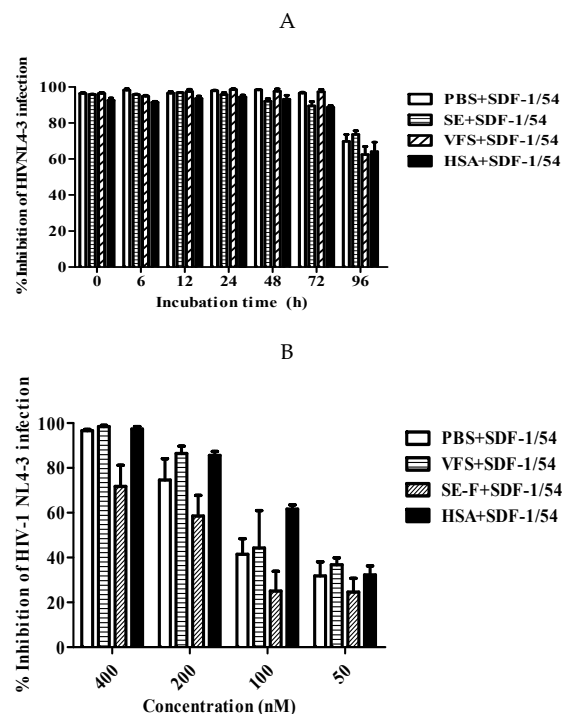 A
% Inhibition of HIVNL4-3 infection
100
80
60
40
20
0
0 6 12 24 48 72 96
Incubation time (h)
PBS+SDF-1/54
SE+SDF-1/54
VFS+SDF-1/54
HSA+SDF-1/54
B
% Inhibition of HIV-1 NL4-3 infection
100
80
60
40
20
0
400 200 100 50
Concentration (nM)
PBS+SDF-1/54
VFS+SDF-1/54
SE-F+SDF-1/54
HSA+SDF-1/54